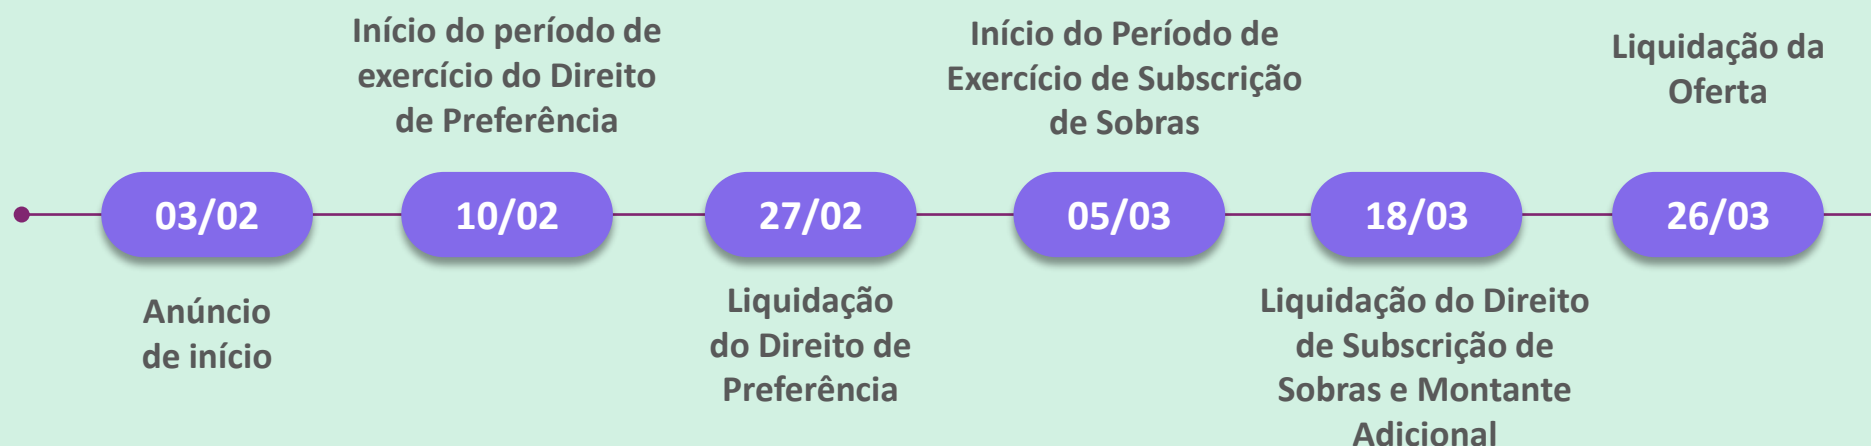 Início do período de
exercício do Direito
de Preferência
Início do Período de
Exercício de Subscrição
de Sobras
Liquidação da
Oferta
03/02
10/02
27/02
05/03
18/03
26/03
Anúncio
de início
Liquidação
do Direito de
Preferência
Liquidação do Direito
de Subscrição de
Sobras e Montante
Adicional